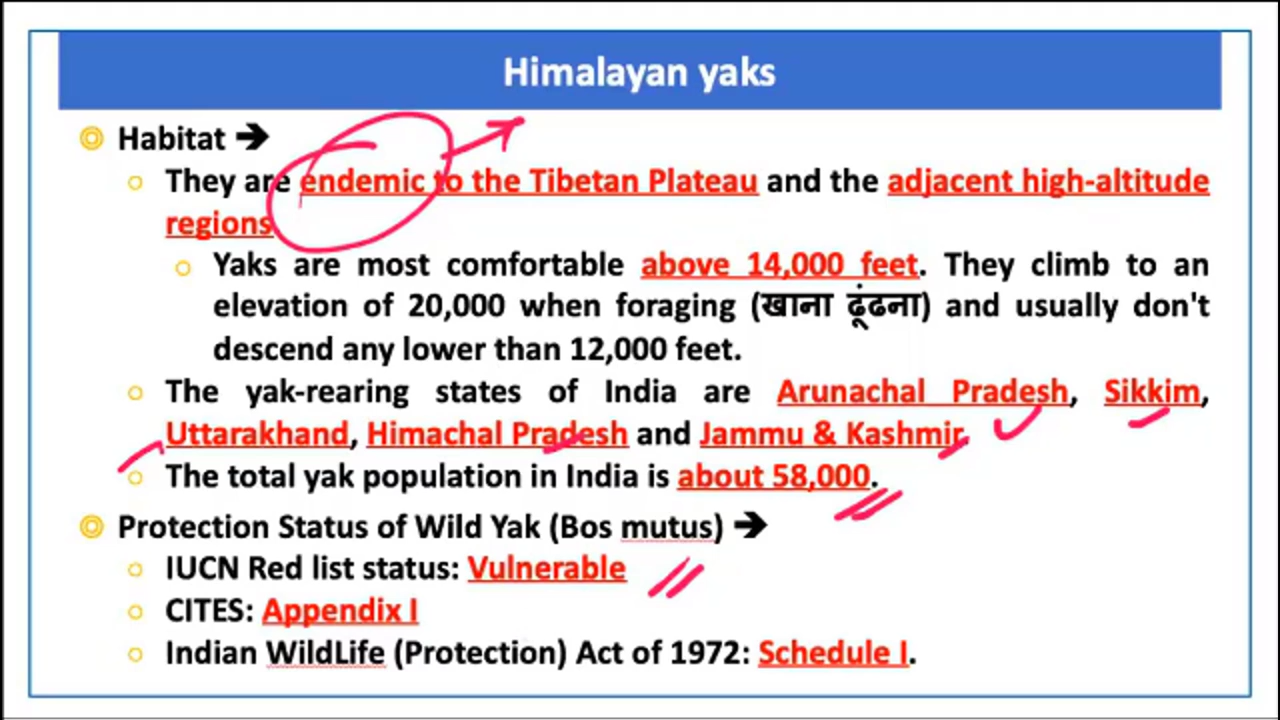 Himalayan yaks
Habitat ➔
They are endemic to the Tibetan Plateau and the adjacent high-altitude
regions
Yaks are most comfortable above 14,000 feet. They climb to an
elevation of 20,000 when foraging (खाना ढूंढना) and usually don't
descend any lower than 12,000 feet.
The yak-rearing states of India are Arunachal Pradesh, Sikkim,
Uttarakhand, Himachal Pradesh and Jammu & Kashmir.
The total yak population in India is about 58,000.
Protection Status of Wild Yak (Bos mutus) ➔
IUCN Red list status: Vulnerable
CITES: Appendix I
Indian WildLife (Protection) Act of 1972: Schedule I.